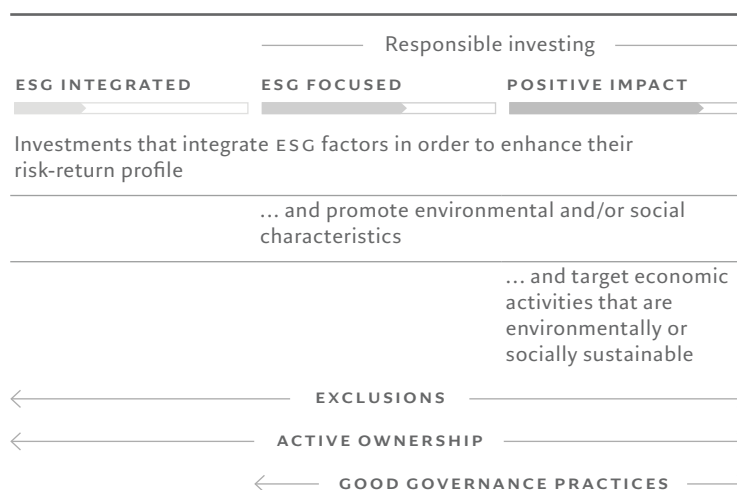 Responsible investing
ESG INTEGRATED ESG FOCUSED POSITIVE IMPACT
Investments that integrate ESG factors in order to enhance their
risk-return profile
... and promote environmental and/or social
characteristics
... and target economic
activities that are
environmentally or
socially sustainable
EXCLUSIONS
ACTIVE OWNERSHIP
GOOD GOVERNANCE PRACTICES